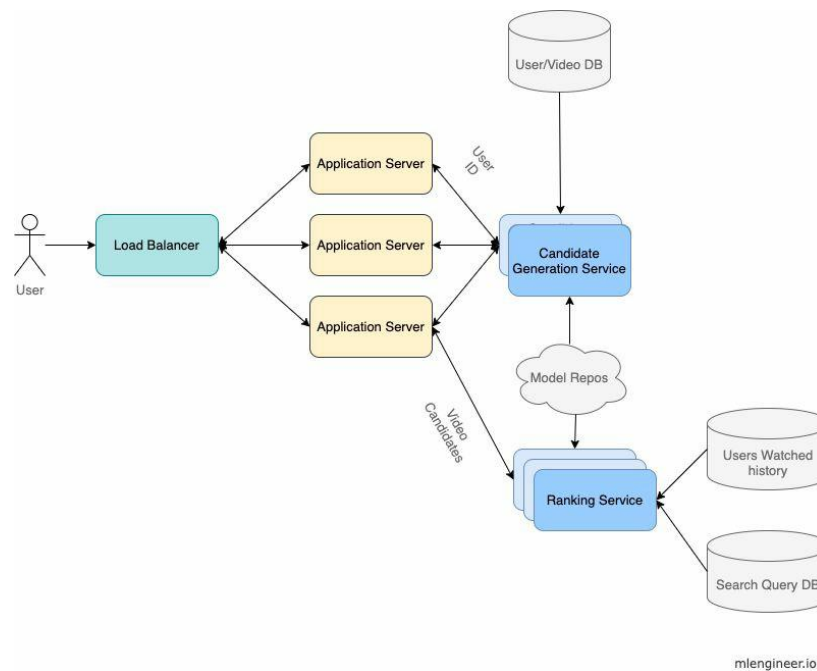 User/Video DB
Application Server
User
ID
Load Balancer
Application Server
Candidate
Generation Service
User
Application Server
Model Repos
Video
Candidates
Users Watched
history
Ranking Service
Search Query DB
mlengineer.io